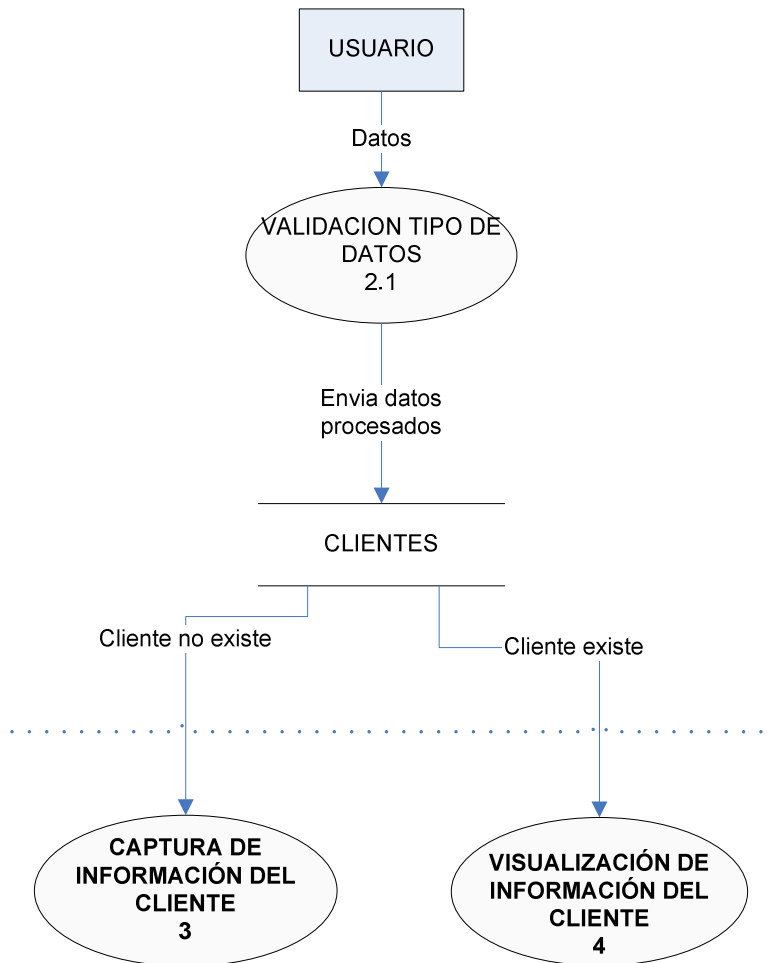 USUARIO
Datos
VALIDACION TIPO DE
DATOS
2.1
Envia datos
procesados
CLIENTES
Cliente no existe
Cliente existe
CAPTURA DE
INFORMACIÓN DEL
CLIENTE
3
VISUALIZACIÓN DE
INFORMACIÓN DEL
CLIENTE
4